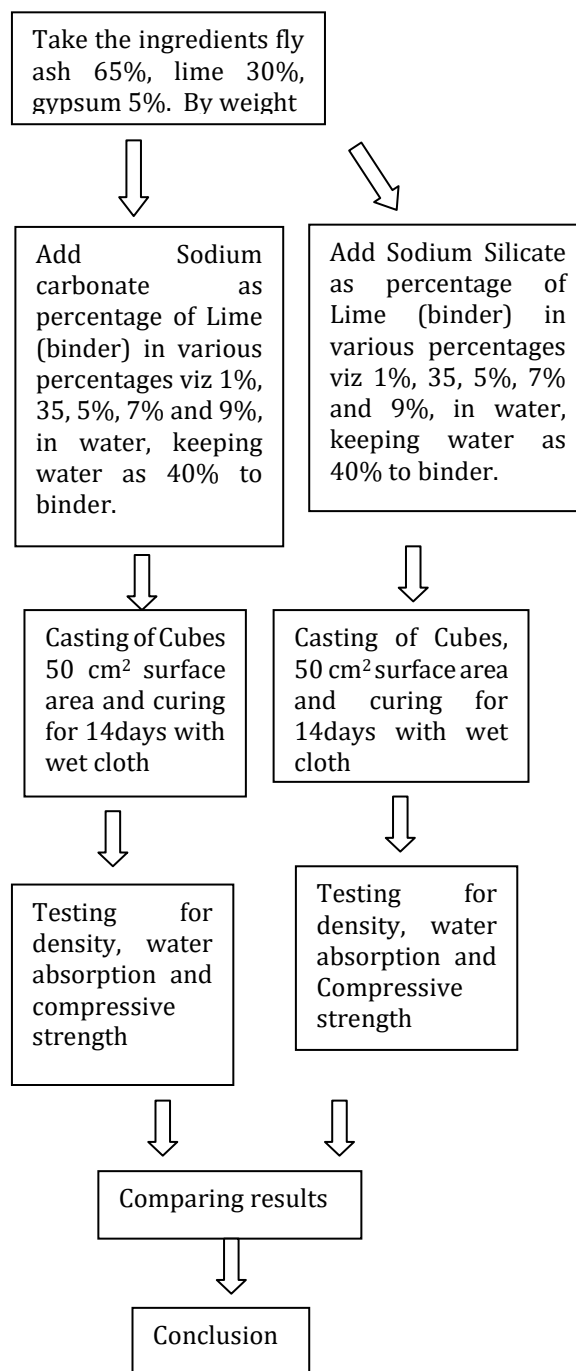 Take the ingredients fly
ash 65%, lime 30%,
gypsum 5%. By weight
Add Sodium
carbonate as
percentage of Lime
(binder) in various
percentages viz 1%,
35, 5%, 7% and 9%,
in water, keeping
water as 40% to
binder.
Add Sodium Silicate
as percentage of
Lime (binder) in
various percentages
viz 1%, 35, 5%, 7%
and 9%, in water,
keeping water as
40% to binder.
Casting of Cubes
50 cm² surface
area and curing
for 14days with
wet cloth
Casting of Cubes,
50 cm² surface area
and curing for
14days with wet
cloth
Testing for
density, water
absorption and
compressive
strength
Testing for
density, water
absorption and
Compressive
strength
Comparing results
Conclusion